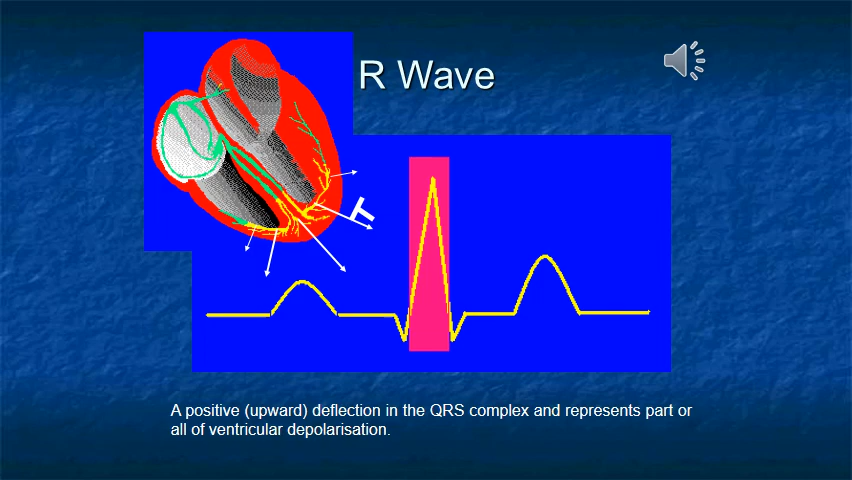 R Wave
A positive (upward) deflection in the QRS complex and represents part or
all of ventricular depolarisation.